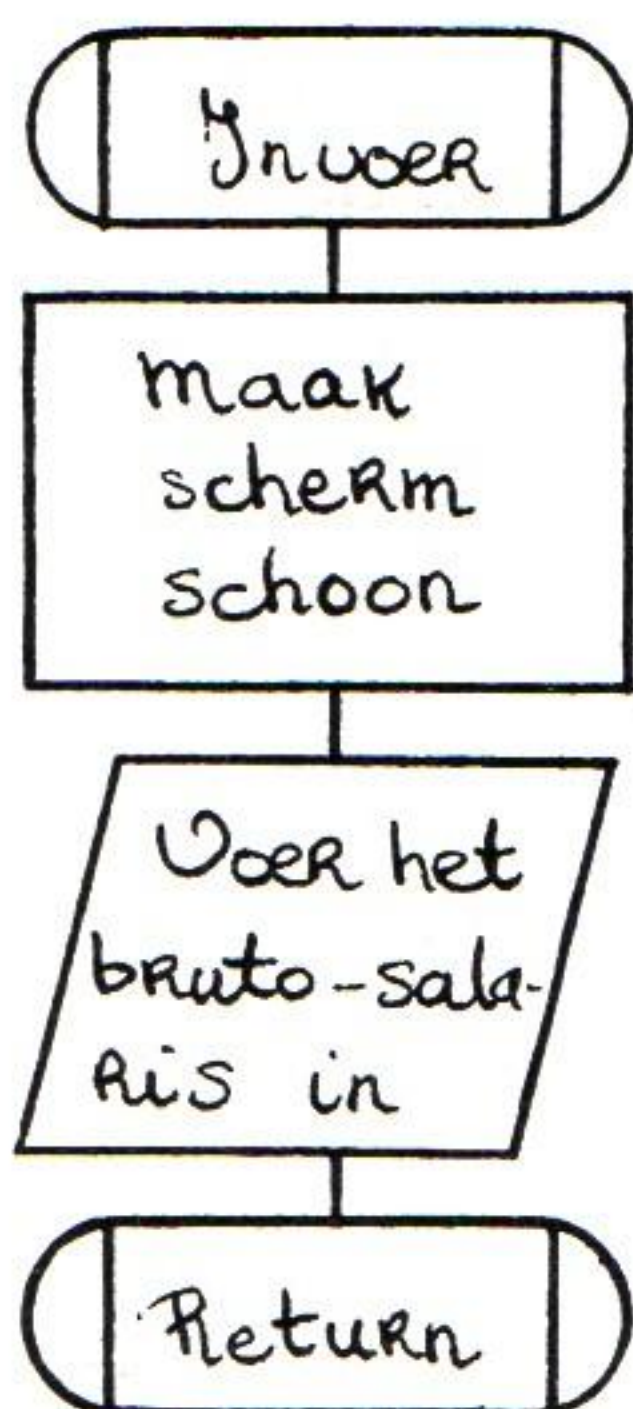 Invoer
maak
scherm
schoon
Voer het
bruto-sala-
ris in
Return